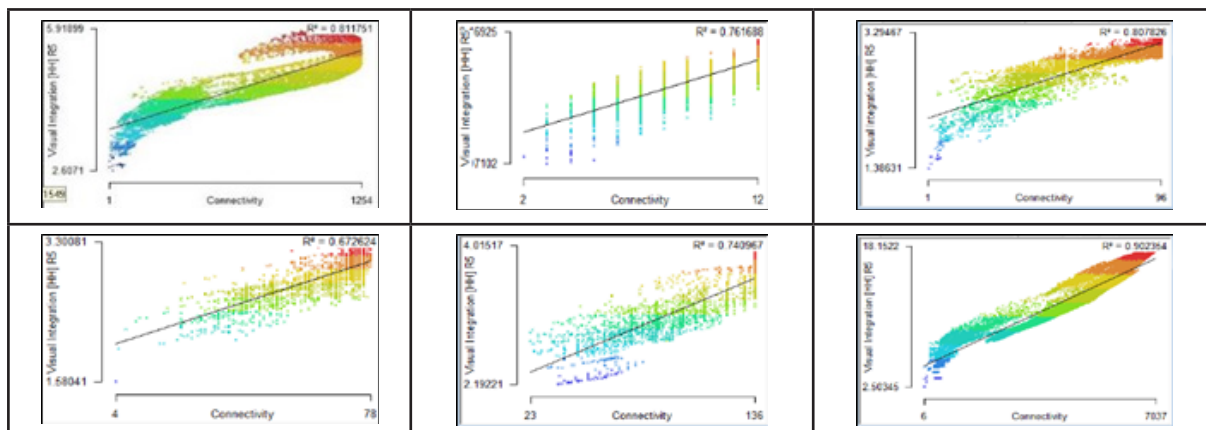 5.91899
R² = 0.811751
Visual Integration [HH] R5
2.6071
1549
1
Connectivity
1254
R² = 0.761688
Visual Integration [HH] R5
2
Connectivity
12
3.29467
R² = 0.807826
Visual Integration [HH] R5
1.38631
1
Connectivity
96
3.30081
R² = 0.672624
Visual Integration [HH] R5
1.58041
4
Connectivity
78
4.01517
R² = 0.740967
Visual Integration [HH] R5
2.19221
23
Connectivity
136
18.1522
R² = 0.902354
Visual Integration [HH] R5
2.50345
6
Connectivity
7837